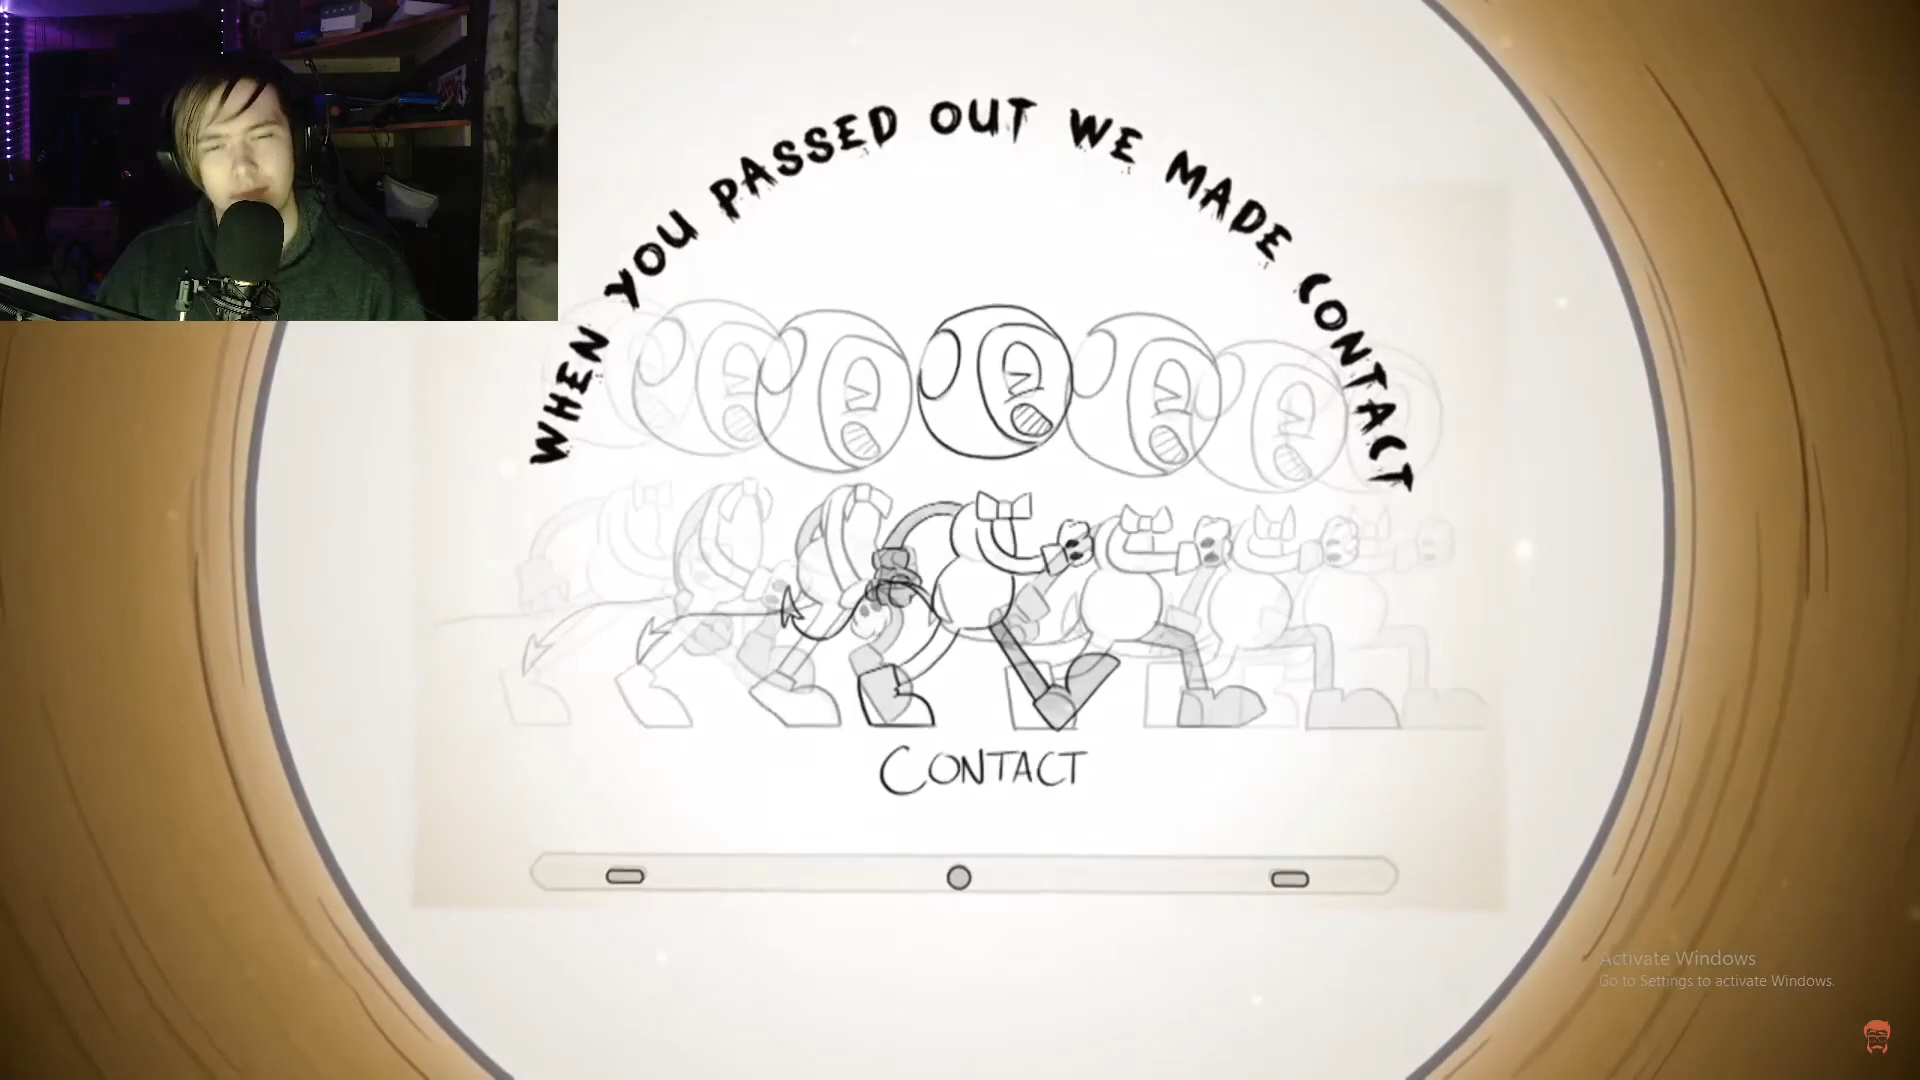 WHEN YOU PASSED OUT WE MADE CONTACT
CONTACT
Activate Windows
Go to Settings to activate Windows.